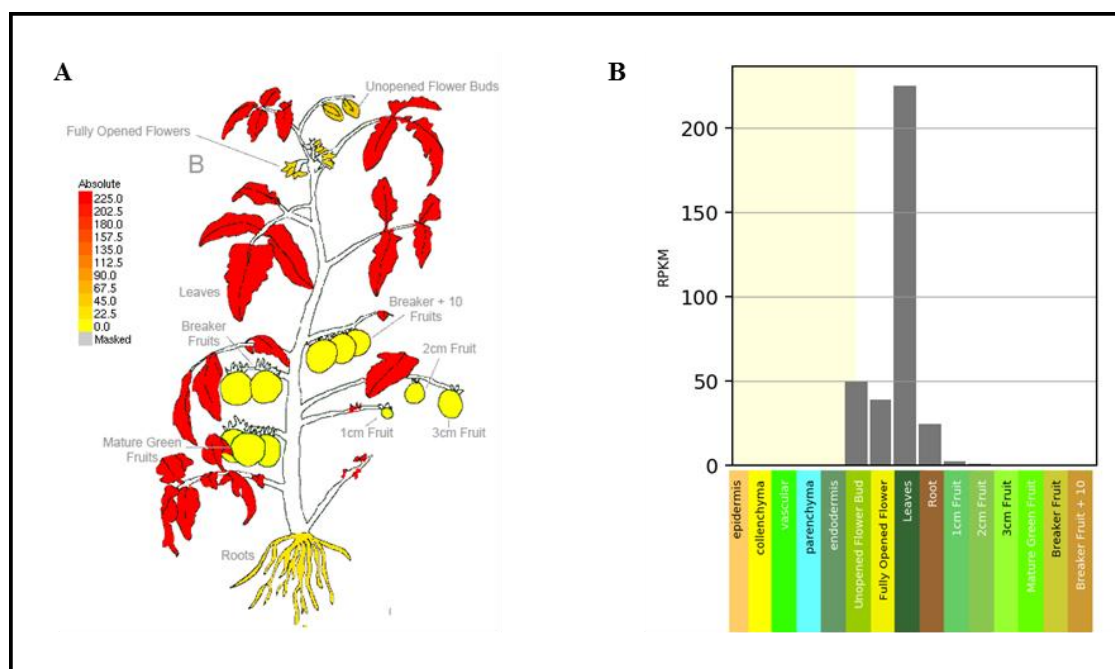 A
Unopened Flower Buds
Fully Opened Flowers
B
Absolute
225.0
202.5
180.0
157.5
135.0
112.5
90.0
67.5
45.0
22.5
0.0
Masked
Leaves
Breaker + 10
Fruits
Breaker
Fruits
2cm Fruit
1cm Fruit
3cm Fruit
Mature Green
Fruits
Roots
B
RPKM
200
150
100
50
0
epidermis
collenchyma
vascular
parenchyma
endodermis
Unopened Flower Bud
Fully Opened Flower
Leaves
Root
1cm Fruit
2cm Fruit
3cm Fruit
Mature Green Fruit
Breaker Fruit
Breaker Fruit + 10